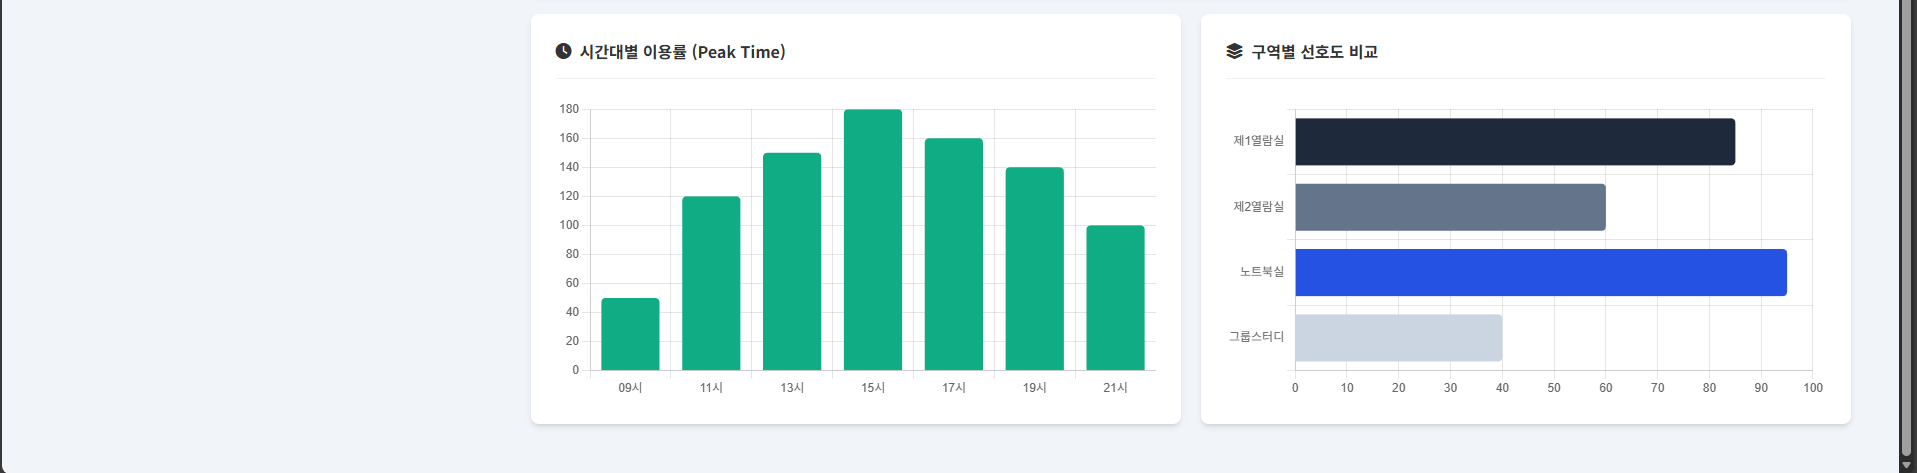 시간대별 이용률 (Peak Time)
180
160
140
120
100
80
60
40
20
0
09시 11시 13시 15시 17시 19시 21시
구역별 선호도 비교
제1열람실
제2열람실
노트북실
그룹스터디
0 10 20 30 40 50 60 70 80 90 100